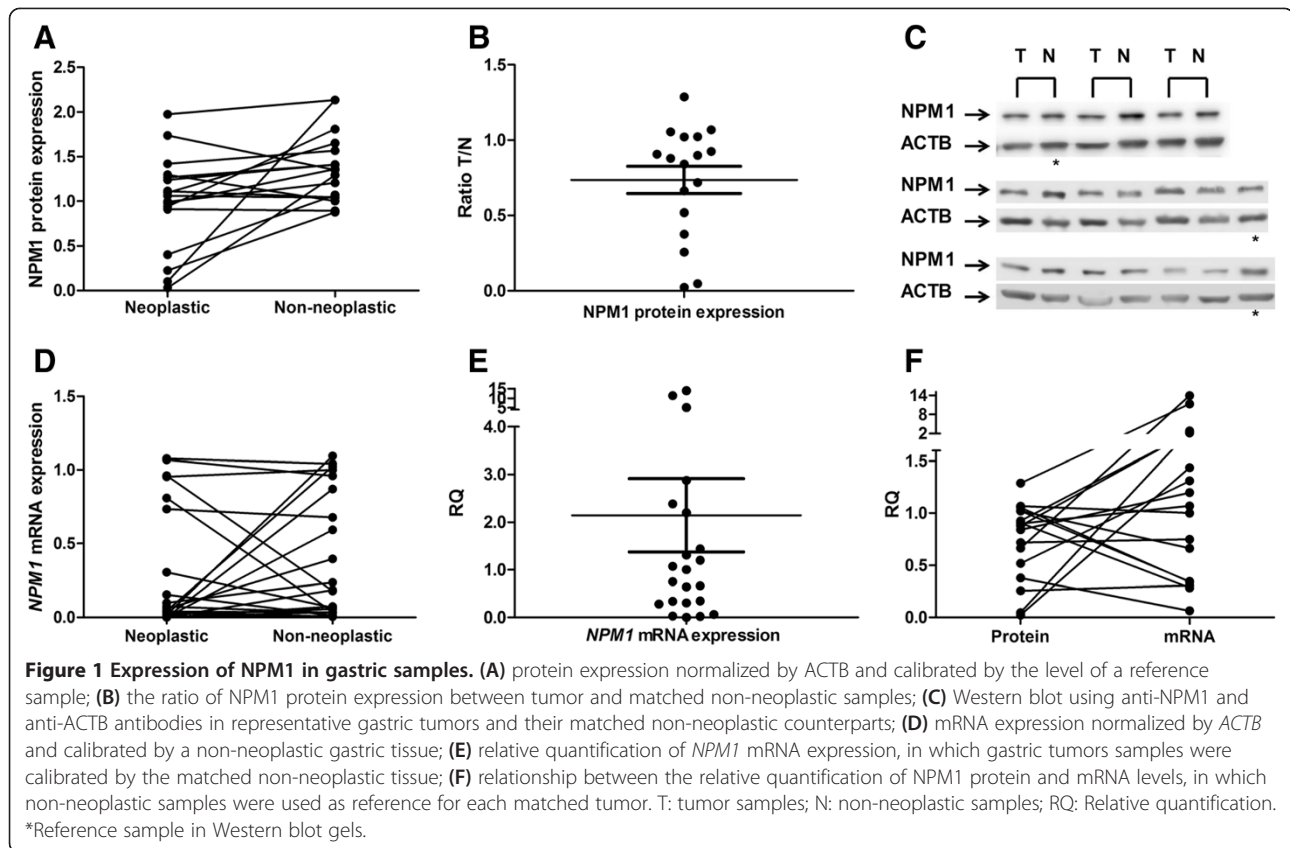 A
B
C
2.5
2.0
1.5
1.0
0.5
0.0
NPM1 protein expression
Neoplastic
Non-neoplastic
1.5
1.0
0.5
0.0
Ratio T/N
NPM1 protein expression
T N T N T N
NPM1
ACTB
*
NPM1
ACTB
*
NPM1
ACTB
*
D
E
F
1.5
1.0
0.5
0.0
NPM1 mRNA expression
Neoplastic
Non-neoplastic
15
10
5
4.0
3.0
2.0
1.0
0.0
RQ
NPM1 mRNA expression
14
8
2
1.5
1.0
0.5
0.0
RQ
Protein
mRNA
Figure 1 Expression of NPM1 in gastric samples. (A) protein expression normalized by ACTB and calibrated by the level of a reference
sample; (B) the ratio of NPM1 protein expression between tumor and matched non-neoplastic samples; (C) Western blot using anti-NPM1 and
anti-ACTB antibodies in representative gastric tumors and their matched non-neoplastic counterparts; (D) mRNA expression normalized by ACTB
and calibrated by a non-neoplastic gastric tissue; (E) relative quantification of NPM1 mRNA expression, in which gastric tumors samples were
calibrated by the matched non-neoplastic tissue; (F) relationship between the relative quantification of NPM1 protein and mRNA levels, in which
non-neoplastic samples were used as reference for each matched tumor. T: tumor samples; N: non-neoplastic samples; RQ: Relative quantification.
*Reference sample in Western blot gels.